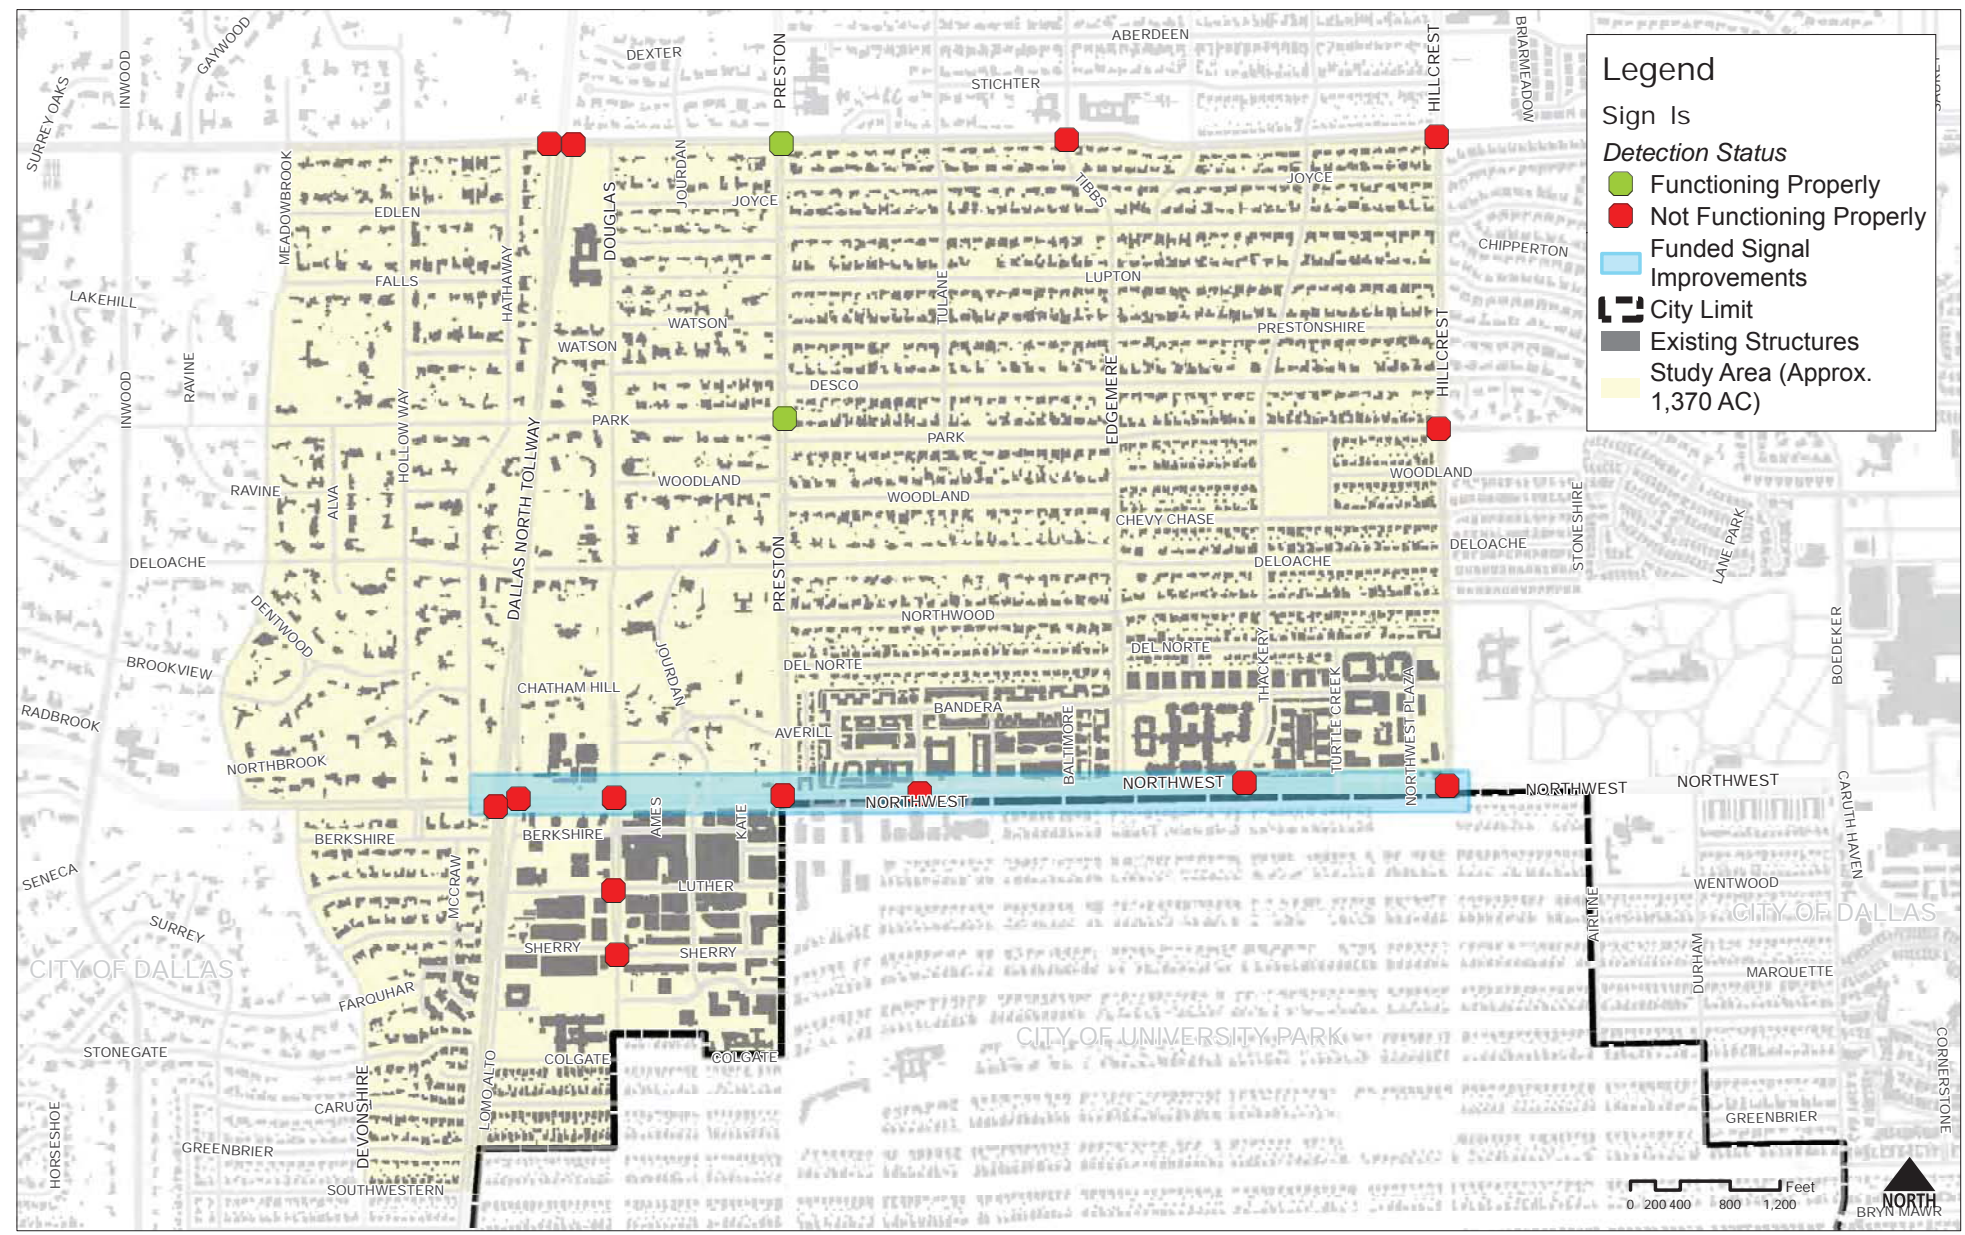 ABERDEEN
BRIARMEADOW
GAYWOOD
DEXTER
PRESTON
HILLCREST
INWOOD
STICHTER
SURREY OAKS
Legend
Sign Is
Detection Status
Functioning Properly
Not Functioning Properly
Funded Signal
Improvements
City Limit
Existing Structures
Study Area (Approx.
1,370 AC)
MEADOWBROOK
JOURDAN
JOYCE
TIBBS
JOYCE
EDLEN
DOUGLAS
CHIPPERTON
HATHAWAY
FALLS
TULANE
LUPTON
LAKEHILL
WATSON
PRESTONSHIRE
HILLCREST
WATSON
RAVINE
INWOOD
DESCO
EDGEMERE
HOLLOW WAY
PARK
PARK
DALLAS NORTH TOLLWAY
WOODLAND
WOODLAND
WOODLAND
RAVINE
ALVA
STONESHIRE
LANE PARK
CHEVY CHASE
DELOACHE
DELOACHE
DELOACHE
PRESTON
DENTWOOD
NORTHWOOD
BOEDEKER
JOURDAN
DEL NORTE
DEL NORTE
THACKERY
BROOKVIEW
CHATHAM HILL
TURTLE CREEK
NORTHWEST PLAZA
BANDERA
BALTIMORE
RADBROOK
AVERILL
NORTHBROOK
NORTHWEST
NORTHWEST
NORTHWEST
NORTHWEST
CARUTH HAVEN
AMES
KATE
BERKSHIRE
BERKSHIRE
MCCRAW
SENECA
LUTHER
WENTWOOD
AIRLINE
CITY OF DALLAS
SURREY
SHERRY
SHERRY
DURHAM
CITY OF DALLAS
MARQUETTE
FARQUHAR
CITY OF UNIVERSITY PARK
STONEGATE
COLGATE
COLGATE
CORNERSTONE
DEVONSHIRE
LOMO ALTO
HORSESHOE
GREENBRIER
GREENBRIER
SOUTHWESTERN
Feet
0 200 400 800 1,200
NORTH
BRYN MAWR